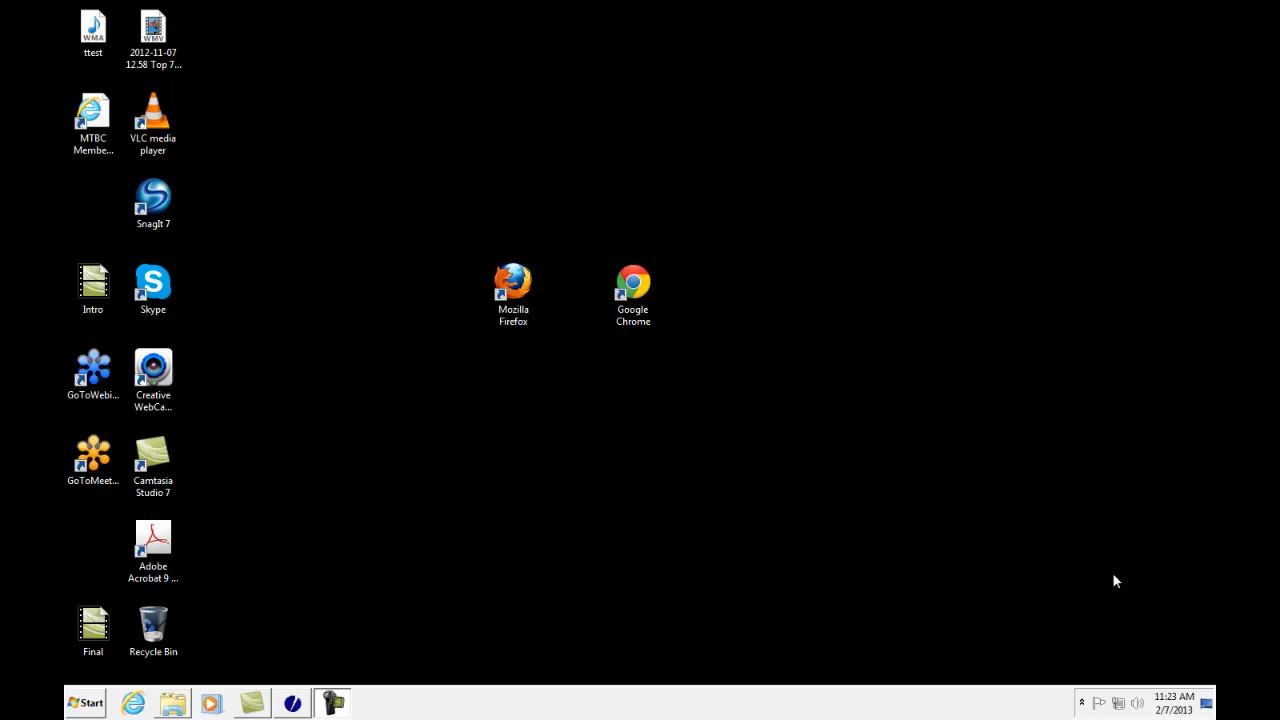 WMA
ttest
WMV
2012-11-07
12.58 Top 7...
MTBC
Membe...
VLC media
player
SnagIt 7
Intro
S
Skype
Mozilla
Firefox
Google
Chrome
GoToWebi...
Creative
WebCa...
GoToMeet...
Camtasia
Studio 7
Adobe
Acrobat 9 ...
Final
Recycle Bin
Start
11:23 AM
2/7/2013